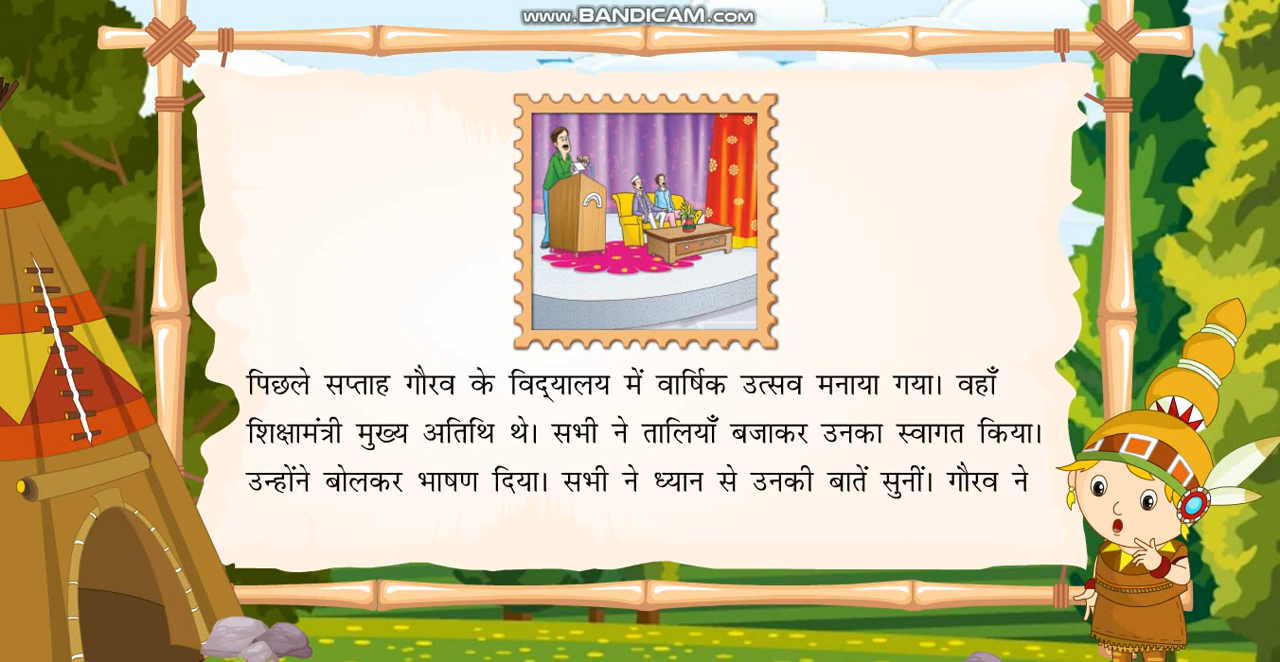 www.BANDICAM.com
पिछले सप्ताह गौरव के विद्‌यालय में वार्षिक उत्सव मनाया गया। वहाँ
शिक्षामंत्री मुख्य अतिथि थे। सभी ने तालियाँ बजाकर उनका स्वागत किया।
उन्होंने बोलकर भाषण दिया। सभी ने ध्यान से उनकी बातें सुनीं। गौरव ने